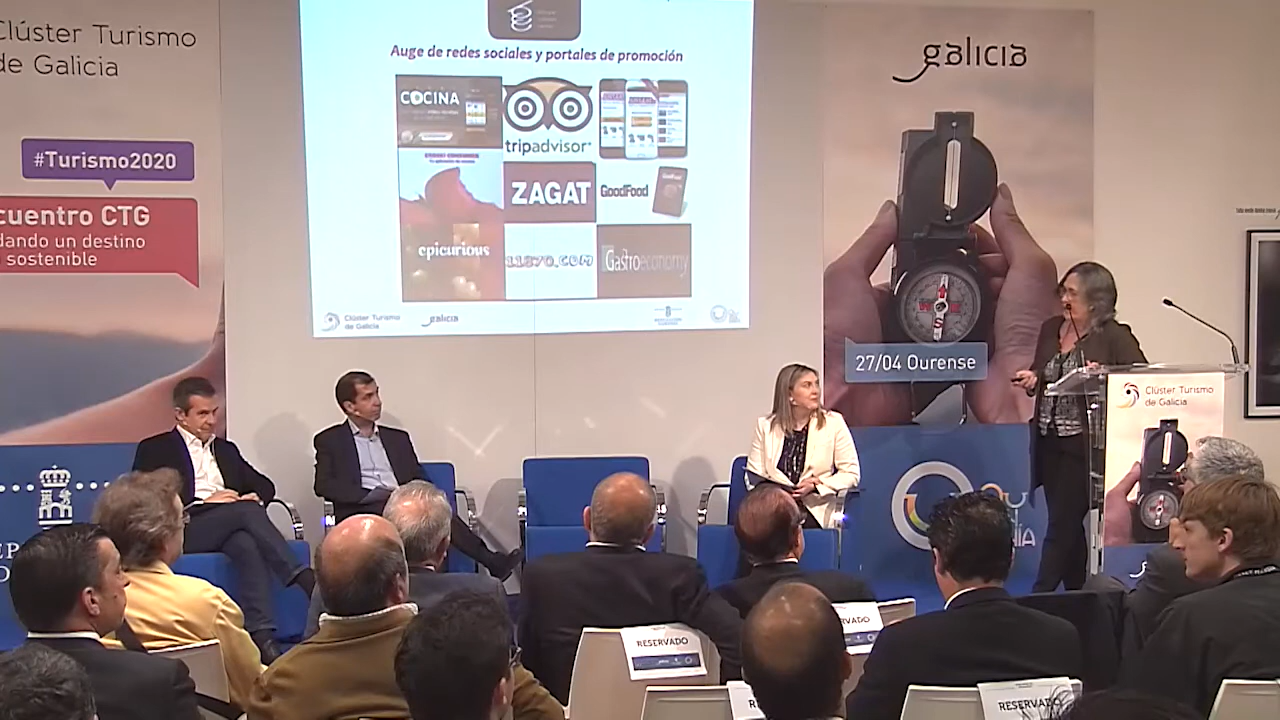 Clúster Turismo
de Galicia
#Turismo2020
cuentro CTG
dando un destino
sostenible
Auge de redes sociales y portales de promoción
COCINA
tripadvisor
ZAGAT
GoodFood
epicurious
11870.com
Gastroeconomy
Clúster Turismo
de Galicia
galicia
galicia
27/04 Ourense
Clúster Turismo
de Galicia
RESERVADO
RESERVADO